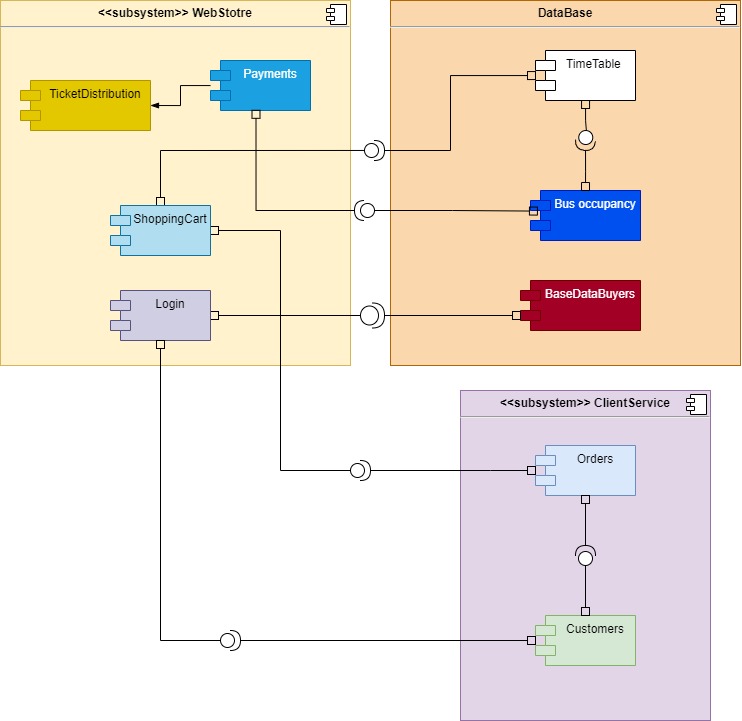 <<subsystem>> WebStotre
DataBase
TicketDistribution
Payments
TimeTable
ShoppingCart
Bus occupancy
Login
BaseDataBuyers
<<subsystem>> ClientService
Orders
Customers